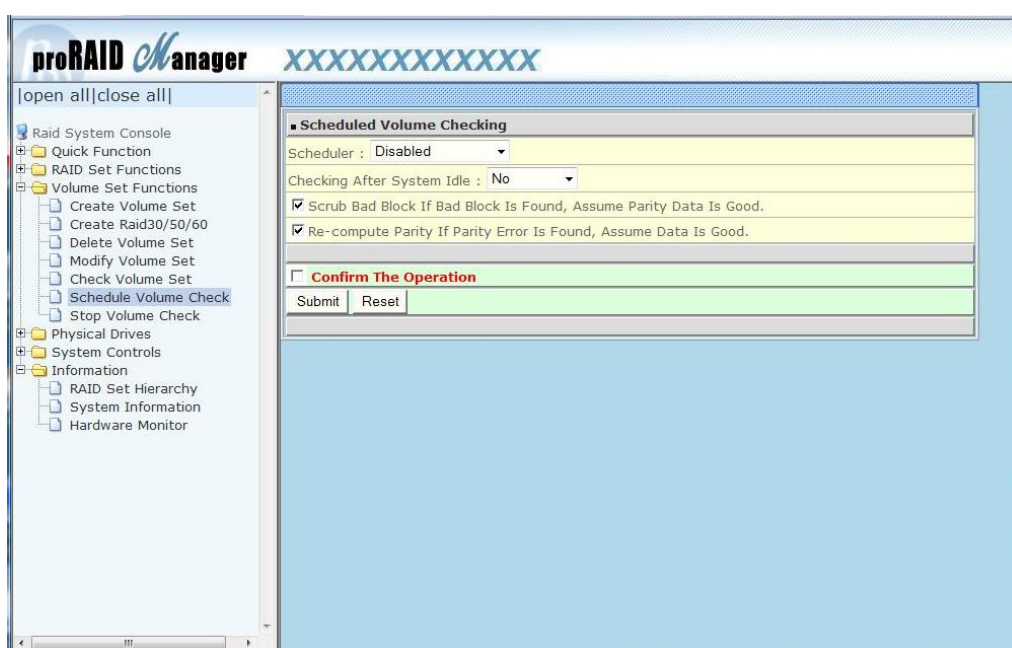 proRAID Manager XXXXXXXXXXXX
|open all|close all|
Raid System Console
Quick Function
RAID Set Functions
Volume Set Functions
Create Volume Set
Create Raid30/50/60
Delete Volume Set
Modify Volume Set
Check Volume Set
Schedule Volume Check
Stop Volume Check
Physical Drives
System Controls
Information
RAID Set Hierarchy
System Information
Hardware Monitor
Scheduled Volume Checking
Scheduler : Disabled
Checking After System Idle : No
Scrub Bad Block If Bad Block Is Found, Assume Parity Data Is Good.
Re-compute Parity If Parity Error Is Found, Assume Data Is Good.
Confirm The Operation
Submit Reset